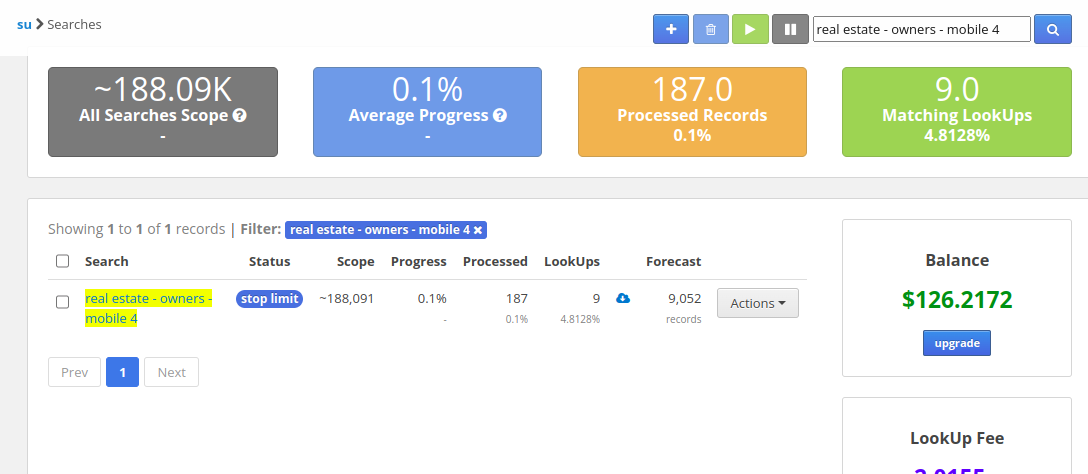 su > Searches
real estate - owners - mobile 4
~188.09K
All Searches Scope
-
0.1%
Average Progress
-
187.0
Processed Records
0.1%
9.0
Matching LookUps
4.8128%
Showing 1 to 1 of 1 records | Filter: real estate - owners - mobile 4 ×
Search Status Scope Progress Processed LookUps Forecast
real estate - owners - mobile 4 stop limit ~188,091 0.1% 187 9 9,052 Actions
- 0.1% 4.8128% records
Prev 1 Next
Balance
$126.2172
upgrade
LookUp Fee